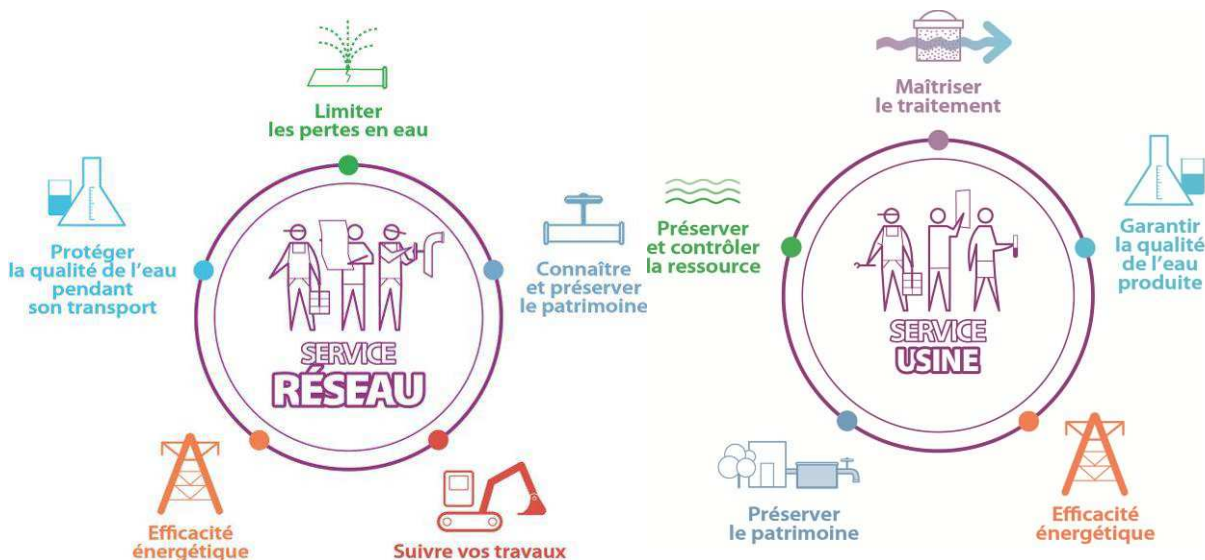 Limiter
les pertes en eau
Protéger
la qualité de l'eau
pendant
son transport
Connaître
et préserver
le patrimoine
SERVICE
RÉSEAU
Efficacité
énergétique
Suivre vos travaux
Maîtriser
le traitement
Préserver
et contrôler
la ressource
Garantir
la qualité
de l'eau
produite
SERVICE
USINE
Préserver
le patrimoine
Efficacité
énergétique